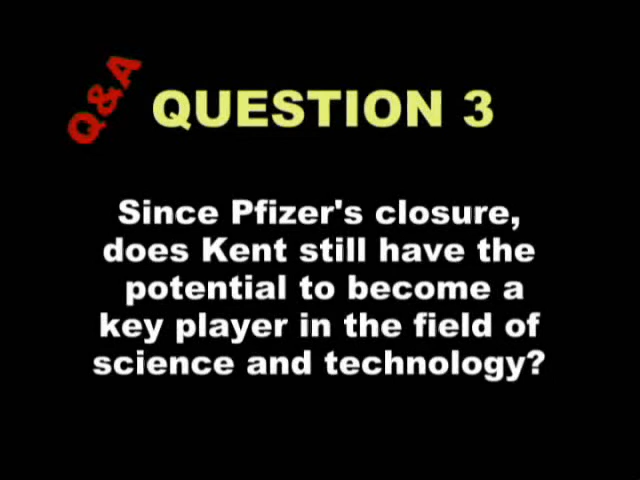 Q&A
QUESTION 3
Since Pfizer's closure,
does Kent still have the
potential to become a
key player in the field of
science and technology?